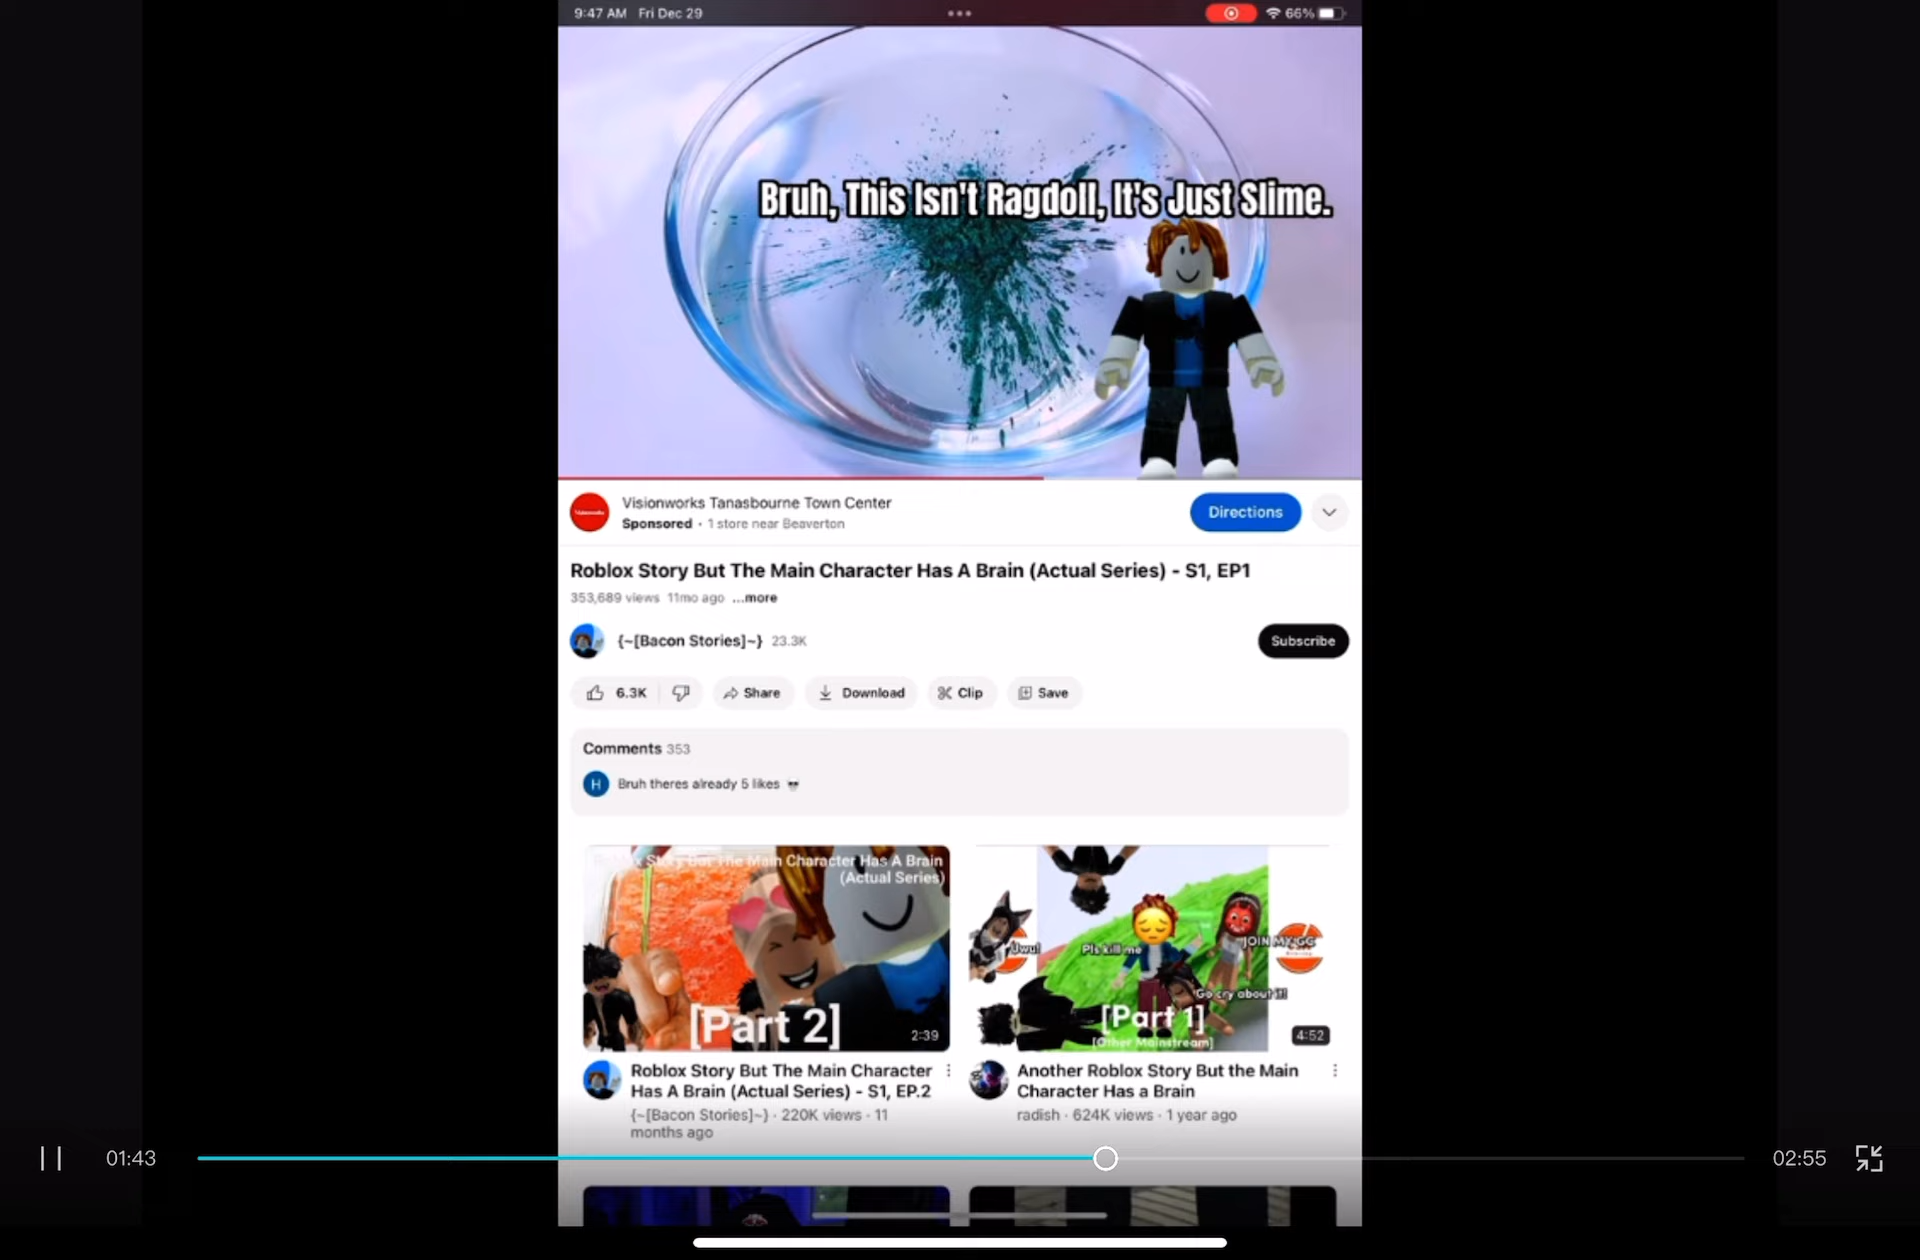 9:47 AM Fri Dec 29
66%
Bruh, This Isn't Ragdoll, It's Just Slime.
Visionworks Tanasbourne Town Center
Sponsored · 1 store near Beaverton
Directions
Roblox Story But The Main Character Has A Brain (Actual Series) - S1, EP1
353,689 views 11mo ago ...more
{~[Bacon Stories]~} 23.3K
Subscribe
6.3K Share Download Clip Save
Comments 353
H Bruh theres already 5 likes
Story But The Main Character Has A Brain
(Actual Series)
[Part 2]
2:39
Uwu!
Pls kill me
JOIN MY GC
Go cry about it!
[Part 1]
[Other Mainstream]
4:52
Roblox Story But The Main Character
Has A Brain (Actual Series) - S1, EP.2
{~[Bacon Stories]~} · 220K views · 11
months ago
Another Roblox Story But the Main
Character Has a Brain
radish · 624K views · 1 year ago
01:43
02:55